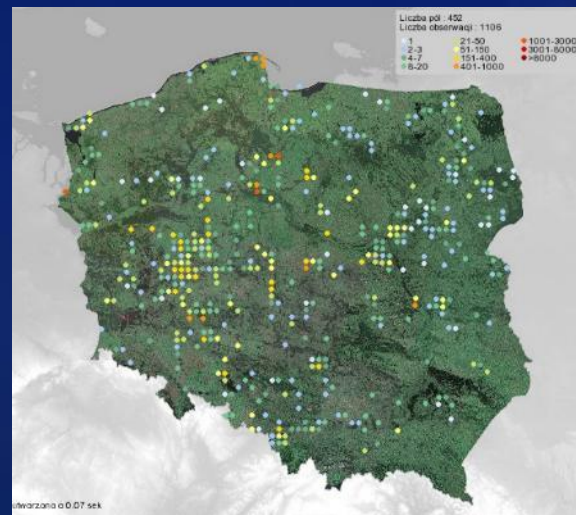 Liczba pól : 452
Liczba obserwacji : 1106
1 21-50 1001-3000
2-3 51-150 3001-8000
4-7 151-400 >8000
8-20 401-1000
utworzono o 0.07 sek